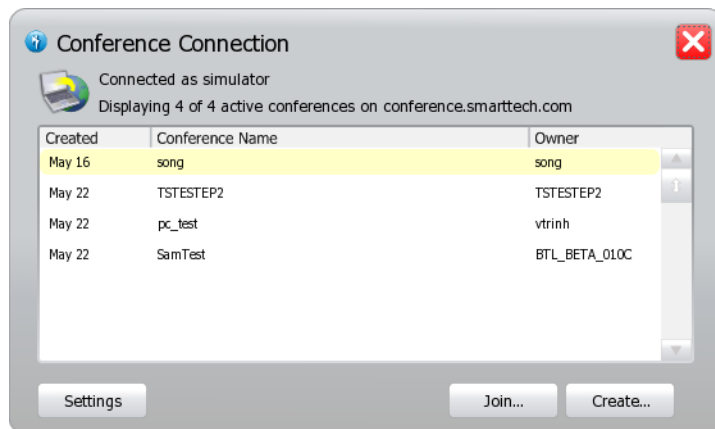 Conference Connection
Connected as simulator
Displaying 4 of 4 active conferences on conference.smarttech.com
Created Conference Name Owner
May 16 song song
May 22 TSTESTEP2 TSTESTEP2
May 22 pc_test vtrinh
May 22 SamTest BTL_BETA_010C
Settings Join... Create...